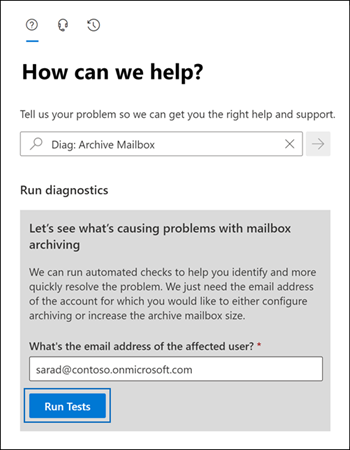 How can we help?
Tell us your problem so we can get you the right help and support.
Diag: Archive Mailbox
Run diagnostics
Let's see what's causing problems with mailbox
archiving
We can run automated checks to help you identify and more
quickly resolve the problem. We just need the email address
of the account for which you would like to either configure
archiving or increase the archive mailbox size.
What's the email address of the affected user? *
sarad@contoso.onmicrosoft.com
Run Tests